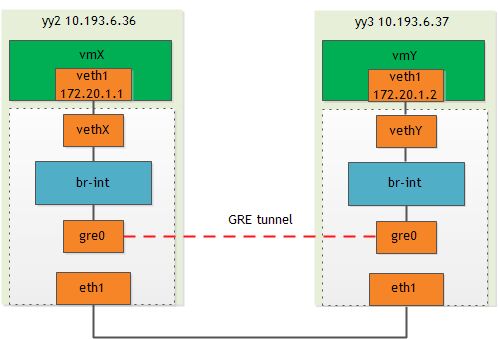 yy2 10.193.6.36
vmX
veth1
172.20.1.1
vethX
br-int
gre0
eth1
GRE tunnel
yy3 10.193.6.37
vmY
veth1
172.20.1.2
vethY
br-int
gre0
eth1